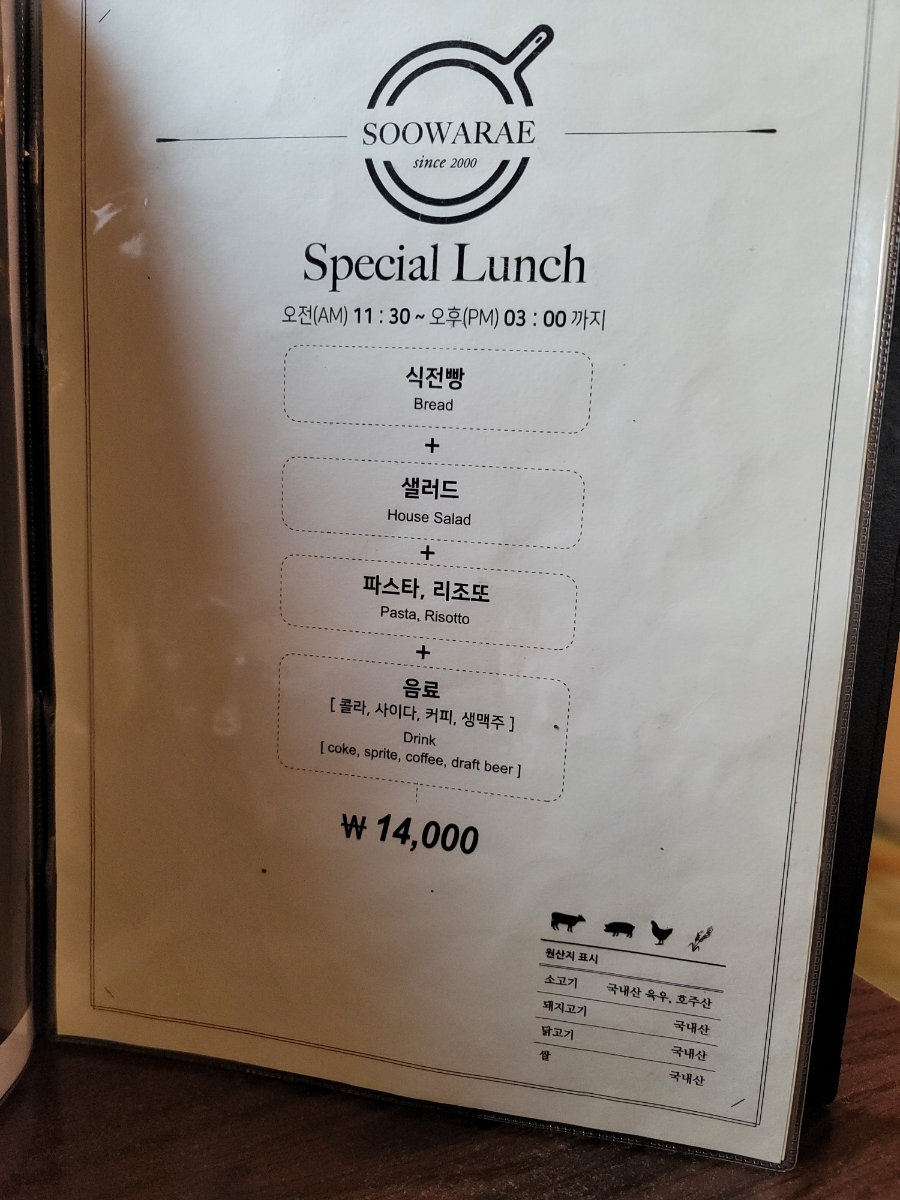 SOOWARAE
since 2000
Special Lunch
오전(AM) 11 : 30 ~ 오후(PM) 03 : 00 까지
식전빵
Bread
+
샐러드
House Salad
+
파스타, 리조또
Pasta, Risotto
+
음료
[ 콜라, 사이다, 커피, 생맥주 ]
Drink
[ coke, sprite, coffee, draft beer ]
₩ 14,000
원산지 표시
소고기 국내산 육우, 호주산
돼지고기 국내산
닭고기 국내산
쌀 국내산